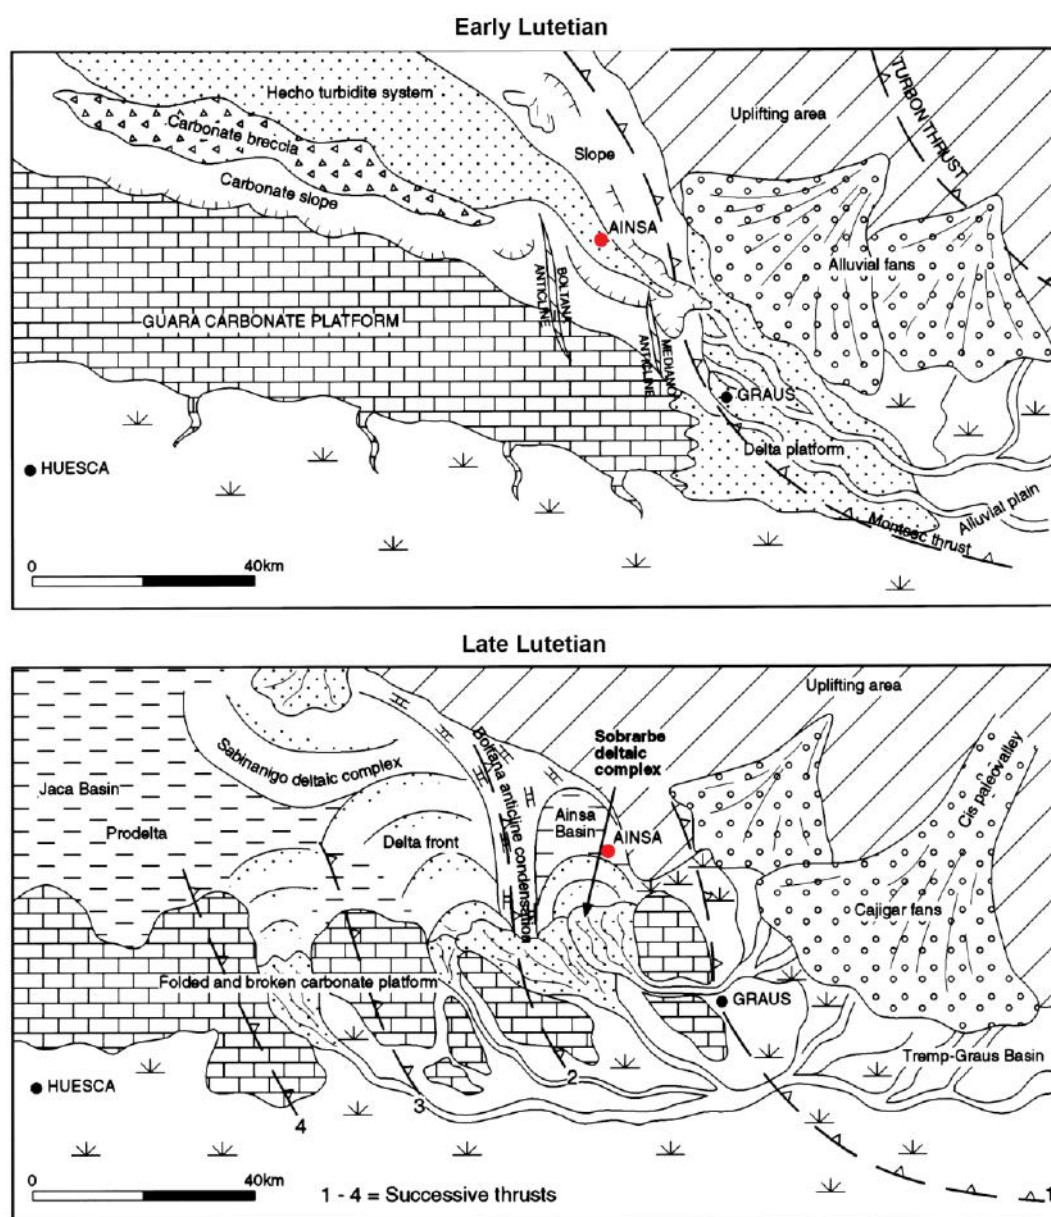 Early Lutetian
Hecho turbidite system
Carbonate breccia
Carbonate slope
Slope
Uplifting area
TURBON THRUST
AINSA
Alluvial fans
BOLTANA
ANTICLINE
GUARA CARBONATE PLATFORM
MEDIANO
ANTICLINE
GRAUS
Delta platform
HUESCA
Alluvial plain
Montsec thrust
0 40km
Late Lutetian
Uplifting area
Sabinanigo deltaic complex
Boltana anticline condensation
Sobrarbe
deltaic
complex
Cis paleovalley
Jaca Basin
Ainsa
Basin
AINSA
Prodelta
Delta front
Cajigar fans
Folded and broken carbonate platform
GRAUS
Tremp-Graus Basin
HUESCA
2
3
4
0 40km
1 - 4 = Successive thrusts
1